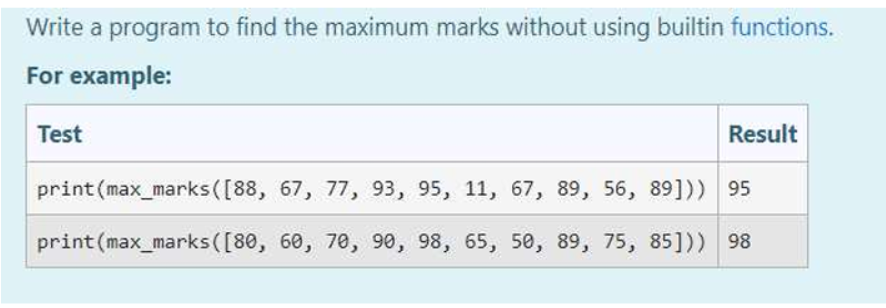 Write a program to find the maximum marks without using builtin functions.
For example:
Test Result
print(max_marks([88, 67, 77, 93, 95, 11, 67, 89, 56, 89])) 95
print(max_marks([80, 60, 70, 90, 98, 65, 50, 89, 75, 85])) 98